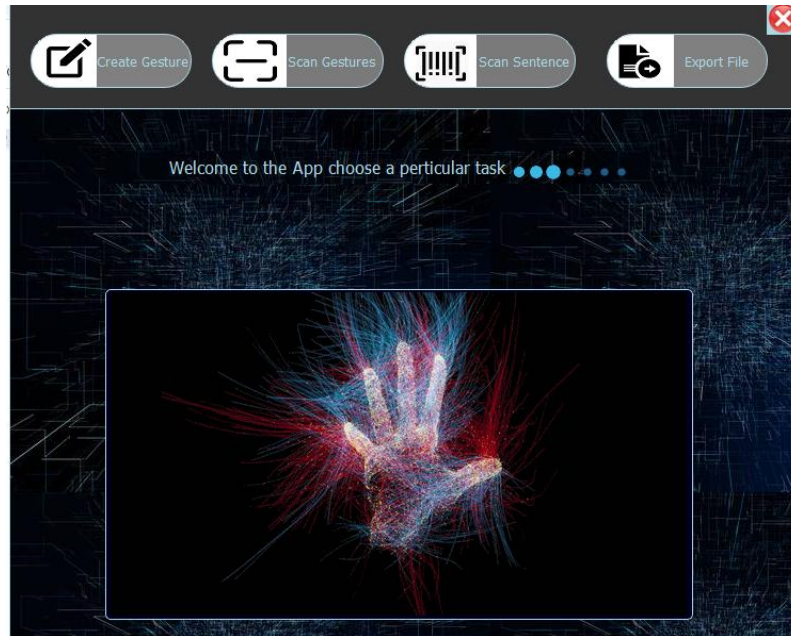 Create Gesture
Scan Gestures
Scan Sentence
Export File
Welcome to the App choose a perticular task